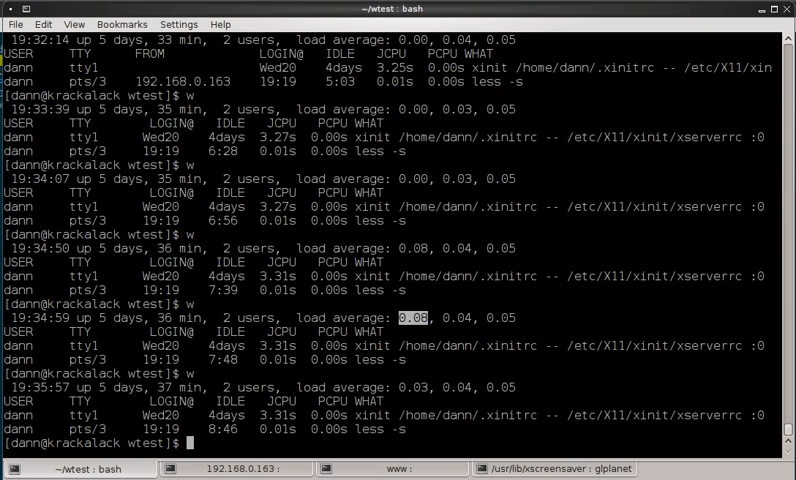 ~/wtest : bash
File Edit View Bookmarks Settings Help
19:32:14 up 5 days, 33 min, 2 users, load average: 0.00, 0.04, 0.05
USER TTY FROM LOGIN@ IDLE JCPU PCPU WHAT
dann tty1 Wed20 4days 3.25s 0.00s xinit /home/dann/.xinitrc -- /etc/X11/xin
dann pts/3 192.168.0.163 19:19 5:03 0.01s 0.00s less -s
[dann@krackalack wtest]$ w
19:33:39 up 5 days, 35 min, 2 users, load average: 0.00, 0.03, 0.05
USER TTY LOGIN@ IDLE JCPU PCPU WHAT
dann tty1 Wed20 4days 3.27s 0.00s xinit /home/dann/.xinitrc -- /etc/X11/xinit/xserverrc :0
dann pts/3 19:19 6:28 0.01s 0.00s less -s
[dann@krackalack wtest]$ w
19:34:07 up 5 days, 35 min, 2 users, load average: 0.00, 0.03, 0.05
USER TTY LOGIN@ IDLE JCPU PCPU WHAT
dann tty1 Wed20 4days 3.27s 0.00s xinit /home/dann/.xinitrc -- /etc/X11/xinit/xserverrc :0
dann pts/3 19:19 6:56 0.01s 0.00s less -s
[dann@krackalack wtest]$ w
19:34:50 up 5 days, 36 min, 2 users, load average: 0.08, 0.04, 0.05
USER TTY LOGIN@ IDLE JCPU PCPU WHAT
dann tty1 Wed20 4days 3.31s 0.00s xinit /home/dann/.xinitrc -- /etc/X11/xinit/xserverrc :0
dann pts/3 19:19 7:39 0.01s 0.00s less -s
[dann@krackalack wtest]$ w
19:34:59 up 5 days, 36 min, 2 users, load average: 0.08, 0.04, 0.05
USER TTY LOGIN@ IDLE JCPU PCPU WHAT
dann tty1 Wed20 4days 3.31s 0.00s xinit /home/dann/.xinitrc -- /etc/X11/xinit/xserverrc :0
dann pts/3 19:19 7:48 0.01s 0.00s less -s
[dann@krackalack wtest]$ w
19:35:57 up 5 days, 37 min, 2 users, load average: 0.03, 0.04, 0.05
USER TTY LOGIN@ IDLE JCPU PCPU WHAT
dann tty1 Wed20 4days 3.31s 0.00s xinit /home/dann/.xinitrc -- /etc/X11/xinit/xserverrc :0
dann pts/3 19:19 8:46 0.01s 0.00s less -s
[dann@krackalack wtest]$
~/wtest : bash 192.168.0.163 : www : /usr/lib/xscreensaver : glplanet